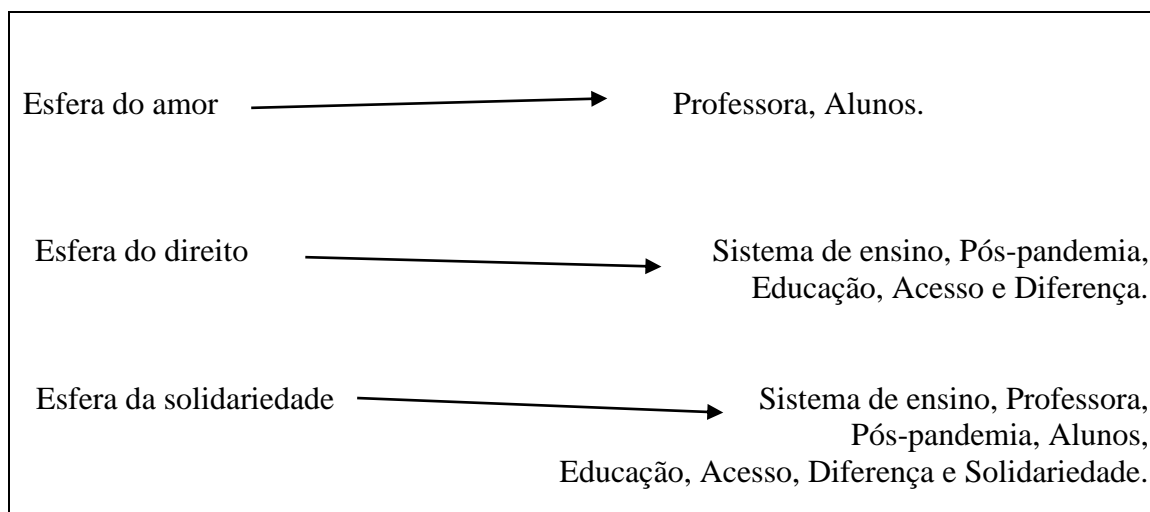 Esfera do amor
Professora, Alunos.
Esfera do direito
Sistema de ensino, Pós-pandemia,
Educação, Acesso e Diferença.
Esfera da solidariedade
Sistema de ensino, Professora,
Pós-pandemia, Alunos,
Educação, Acesso, Diferença e Solidariedade.